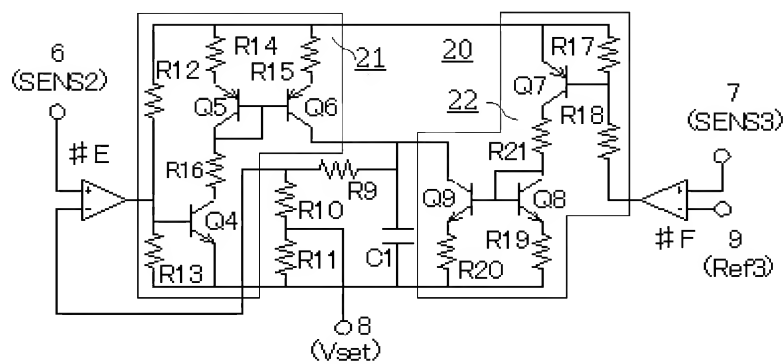 6
(SENS2)
♯E
R12
R13
R14
R15
21
20
Q5
Q6
R16
Q4
R9
R10
R11
C1
8
(Vset)
22
Q7
R17
R18
R21
Q9
Q8
R19
R20
7
(SENS3)
♯F
9
(Ref3)
+
-
+
-